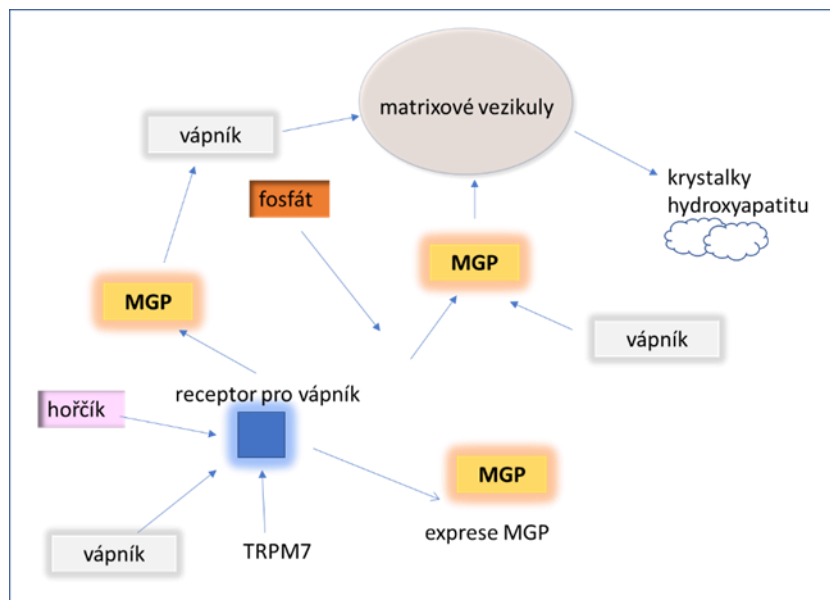 matrixové vezikuly
vápník
fosfát
krystalky
hydroxyapatitu
MGP
MGP
vápník
receptor pro vápník
hořčík
MGP
exprese MGP
vápník
TRPM7